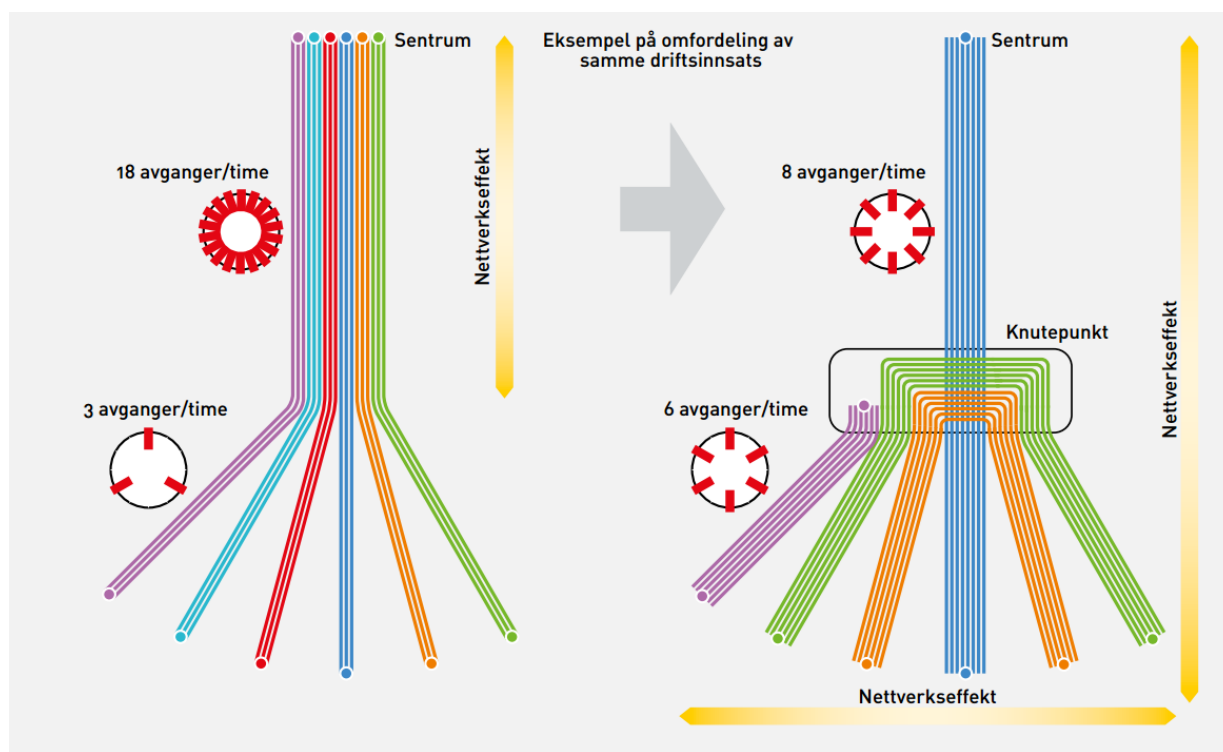 Sentrum
Eksempel på omfordeling av
samme driftsinnsats
Sentrum
18 avganger/time
Nettverkseffekt
8 avganger/time
Knutepunkt
Nettverkseffekt
3 avganger/time
6 avganger/time
Nettverkseffekt